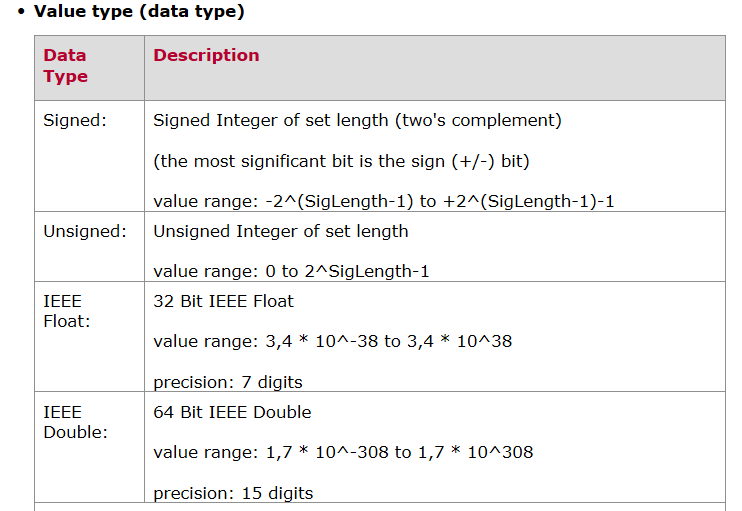 • Value type (data type)
Data Description
Type
Signed: Signed Integer of set length (two's complement)
(the most significant bit is the sign (+/-) bit)
value range: -2^(SigLength-1) to +2^(SigLength-1)-1
Unsigned: Unsigned Integer of set length
value range: 0 to 2^SigLength-1
IEEE 32 Bit IEEE Float
Float:
value range: 3,4 * 10^-38 to 3,4 * 10^38
precision: 7 digits
IEEE 64 Bit IEEE Double
Double:
value range: 1,7 * 10^-308 to 1,7 * 10^308
precision: 15 digits